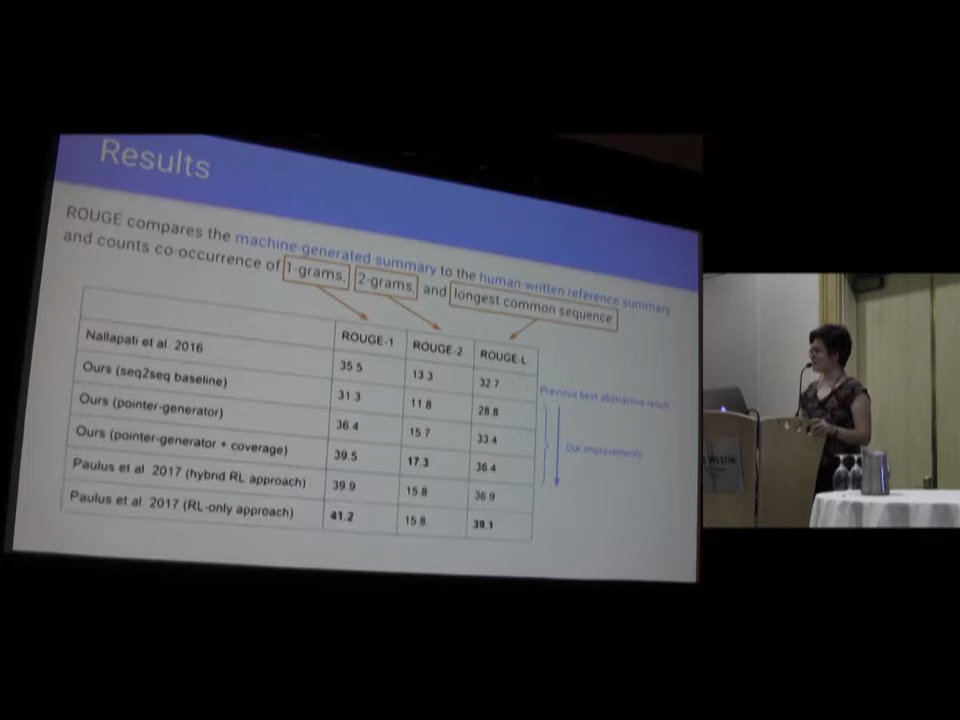 Results
ROUGE compares the machine-generated summary to the human-written reference summary
and counts co-occurrence of 1-grams, 2-grams, and longest common sequence
ROUGE-1 ROUGE-2 ROUGE-L
Nallapati et al. 2016 35.5 13.3 32.7
Ours (seq2seq baseline) 31.3 11.8 28.8
Ours (pointer-generator) 36.4 15.7 33.4
Ours (pointer-generator + coverage) 39.5 17.3 36.4
Paulus et al. 2017 (hybrid RL approach) 39.9 15.8 36.9
Paulus et al. 2017 (RL-only approach) 41.2 15.8 39.1
Previous best abstractive result
Our improvements
WESTIN